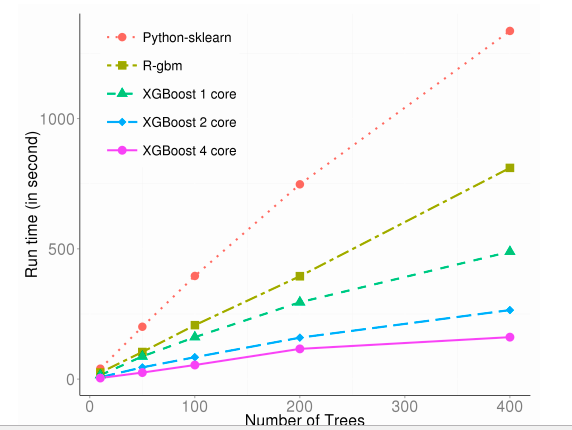 Python-sklearn
R-gbm
XGBoost 1 core
XGBoost 2 core
XGBoost 4 core
Run time (in second)
1000
500
0
0 100 200 300 400
Number of Trees